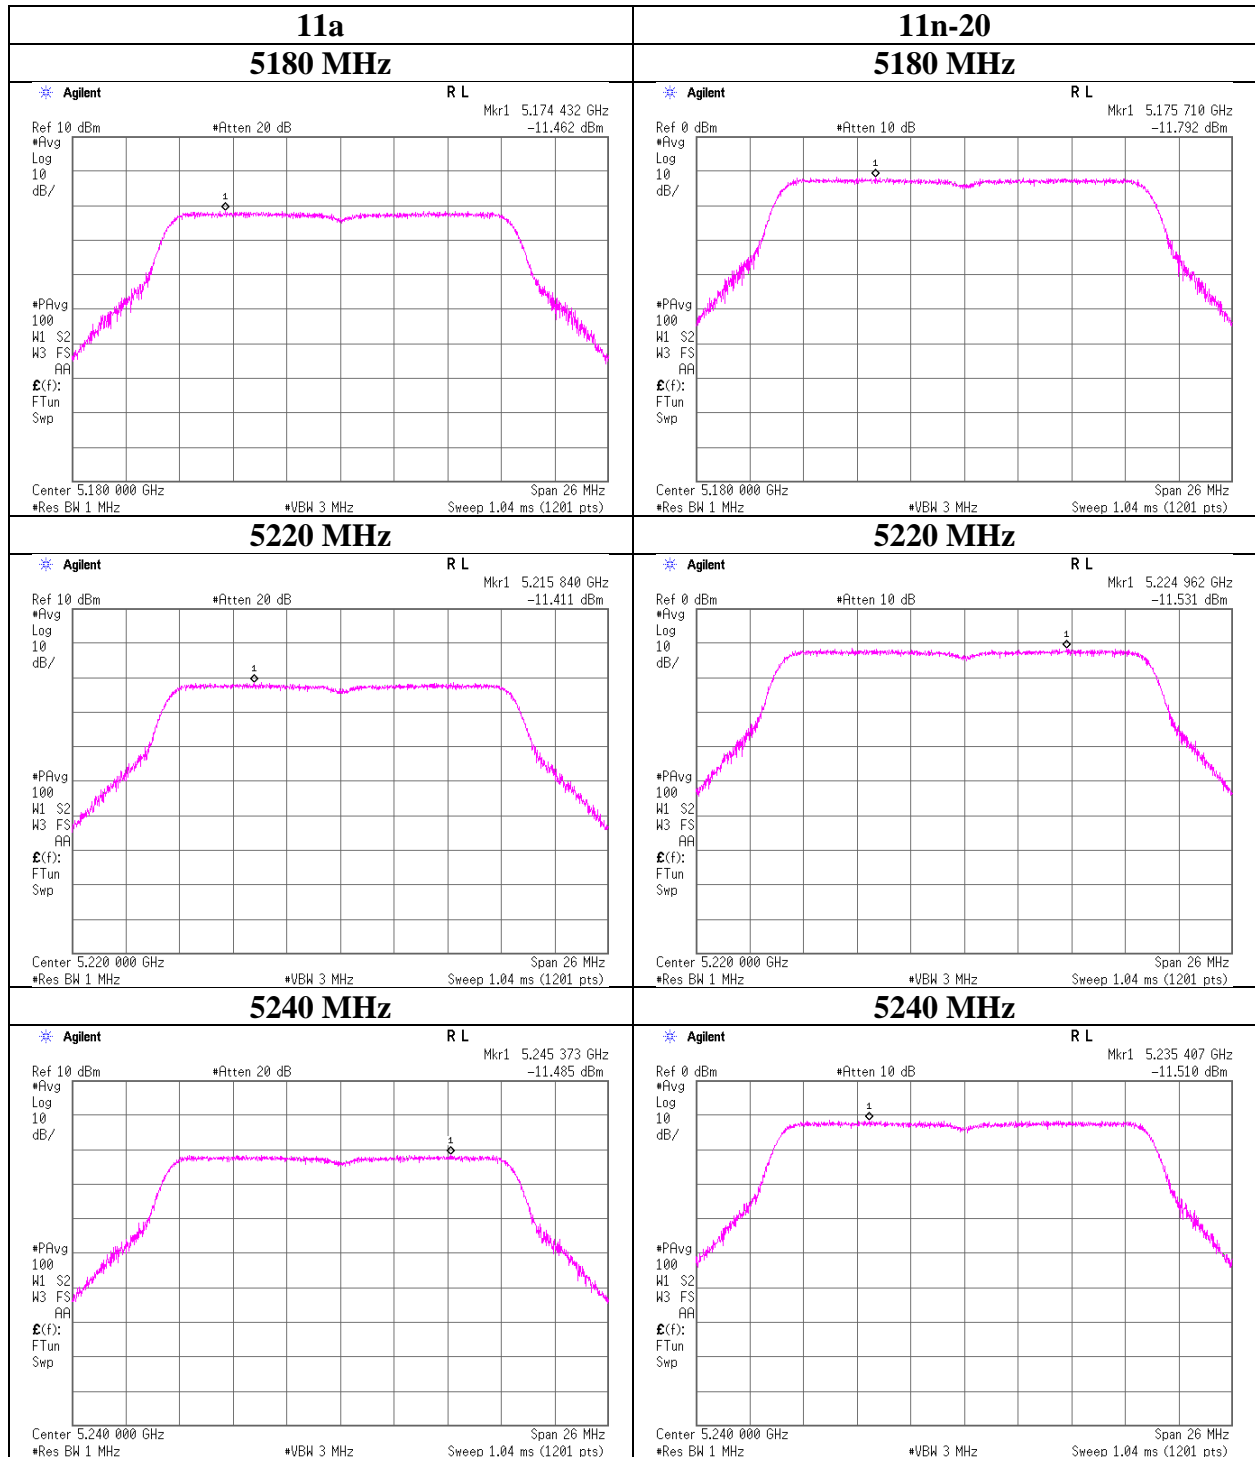 11a 11n-20
5180 MHz 5180 MHz
Agilent R L
Mkr1 5.174 432 GHz
Ref 10 dBm #Atten 20 dB -11.462 dBm
#Avg
Log
10
dB/
1
#PAvg
100
W1 S2
W3 FS
AA
£(f):
FTun
Swp
Center 5.180 000 GHz Span 26 MHz
#Res BW 1 MHz #VBW 3 MHz Sweep 1.04 ms (1201 pts)
Agilent R L
Mkr1 5.175 710 GHz
Ref 0 dBm #Atten 10 dB -11.792 dBm
#Avg
Log
10
dB/
1
#PAvg
100
W1 S2
W3 FS
AA
£(f):
FTun
Swp
Center 5.180 000 GHz Span 26 MHz
#Res BW 1 MHz #VBW 3 MHz Sweep 1.04 ms (1201 pts)
5220 MHz 5220 MHz
Agilent R L
Mkr1 5.215 840 GHz
Ref 10 dBm #Atten 20 dB -11.411 dBm
#Avg
Log
10
dB/
1
#PAvg
100
W1 S2
W3 FS
AA
£(f):
FTun
Swp
Center 5.220 000 GHz Span 26 MHz
#Res BW 1 MHz #VBW 3 MHz Sweep 1.04 ms (1201 pts)
Agilent R L
Mkr1 5.224 962 GHz
Ref 0 dBm #Atten 10 dB -11.531 dBm
#Avg
Log
10
dB/
1
#PAvg
100
W1 S2
W3 FS
AA
£(f):
FTun
Swp
Center 5.220 000 GHz Span 26 MHz
#Res BW 1 MHz #VBW 3 MHz Sweep 1.04 ms (1201 pts)
5240 MHz 5240 MHz
Agilent R L
Mkr1 5.245 373 GHz
Ref 10 dBm #Atten 20 dB -11.485 dBm
#Avg
Log
10
dB/
1
#PAvg
100
W1 S2
W3 FS
AA
£(f):
FTun
Swp
Center 5.240 000 GHz Span 26 MHz
#Res BW 1 MHz #VBW 3 MHz Sweep 1.04 ms (1201 pts)
Agilent R L
Mkr1 5.235 407 GHz
Ref 0 dBm #Atten 10 dB -11.510 dBm
#Avg
Log
10
dB/
1
#PAvg
100
W1 S2
W3 FS
AA
£(f):
FTun
Swp
Center 5.240 000 GHz Span 26 MHz
#Res BW 1 MHz #VBW 3 MHz Sweep 1.04 ms (1201 pts)